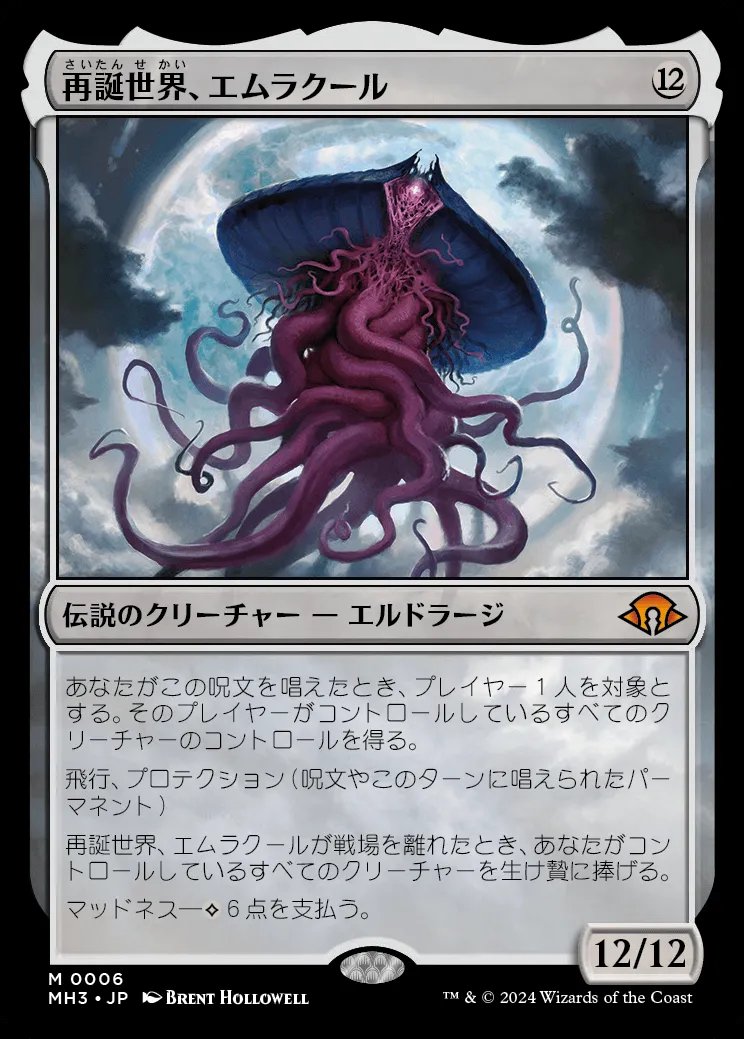 さいたん せ かい
再誕世界、エムラクール
12
伝説のクリーチャー — エルドラージ
あなたがこの呪文を唱えたとき、プレイヤー1人を対象と
する。そのプレイヤーがコントロールしているすべてのク
リーチャーのコントロールを得る。
飛行、プロテクション（呪文やこのターンに唱えられたパー
マネント）
再誕世界、エムラクールが戦場を離れたとき、あなたがコン
トロールしているすべてのクリーチャーを生け贄に捧げる。
マッドネス―6点を支払う。
12/12
M 0006
MH3 • JP BRENT HOLLOWELL
™ & © 2024 Wizards of the Coast